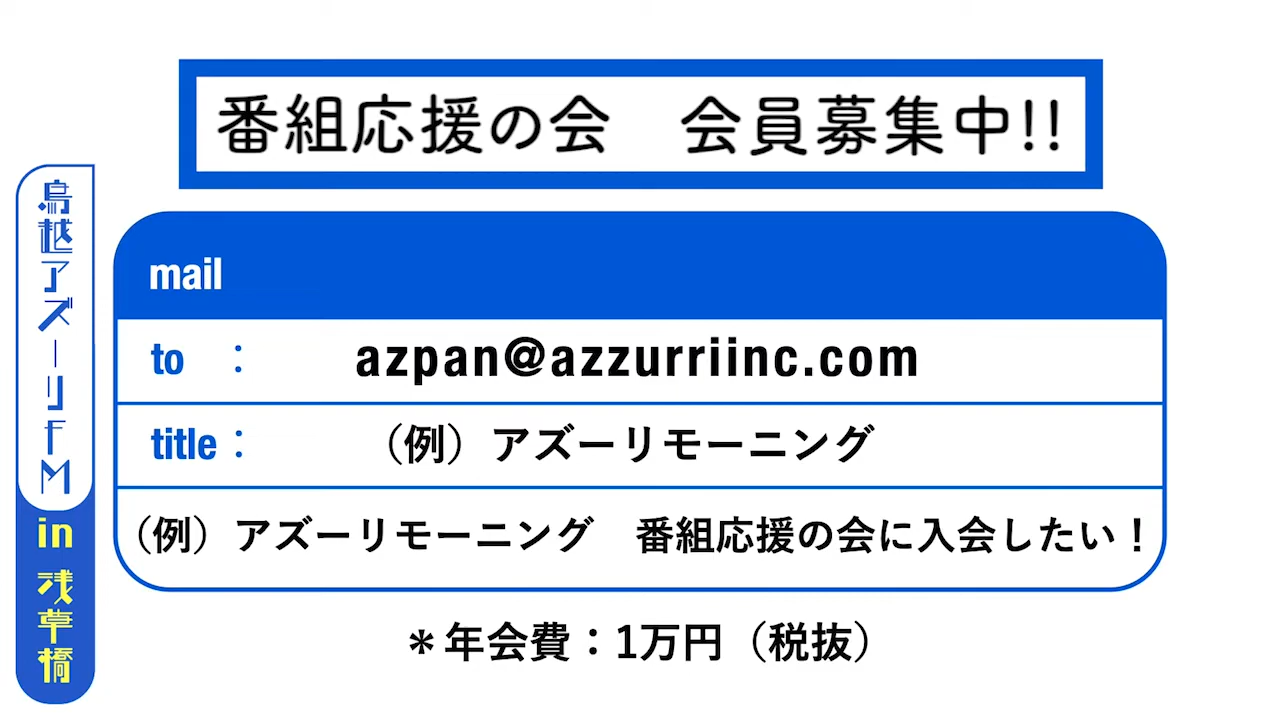 番組応援の会　会員募集中!!
鳥越アズーリFM in 浅草橋
mail
to ： azpan@azzurriinc.com
title： （例）アズーリモーニング
（例）アズーリモーニング　番組応援の会に入会したい！
＊年会費：1万円（税抜）